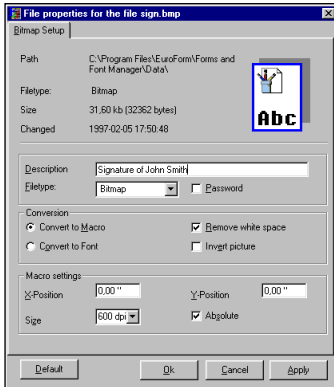 File properties for the file sign.bmp
Bitmap Setup
Path C:\Program Files\EuroForm\Forms and
Font Manager\Data\
Filetype: Bitmap
Size 31,60 kb (32362 bytes)
Changed 1997-02-05 17:50:48
Abc
Description Signature of John Smith
Filetype: Bitmap Password
Conversion
Convert to Macro Remove white space
Convert to Font Invert picture
Macro settings
X-Position 0,00 " Y-Position 0,00 "
Size 600 dpi Absolute
Default Ok Cancel Apply